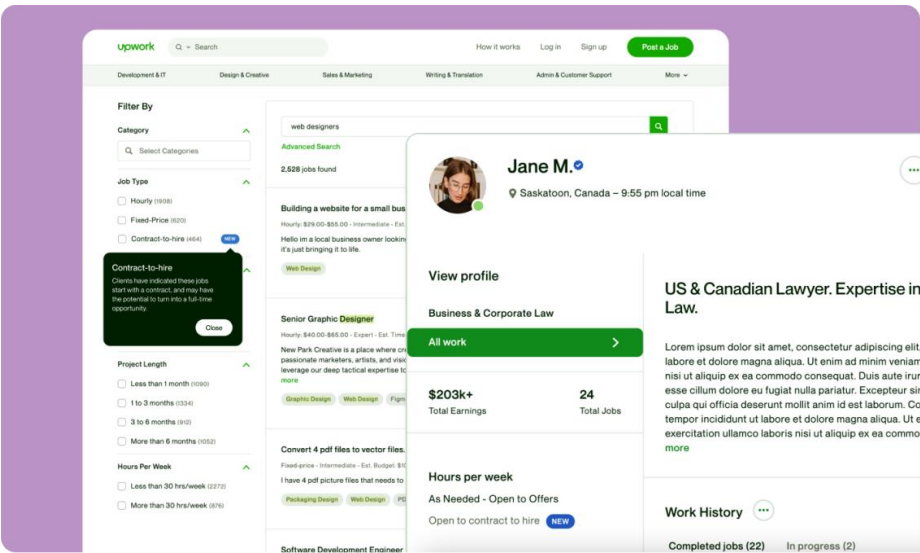 upwork
Search
How it works
Log in
Sign up
Post a Job
Development & IT
Design & Creative
Sales & Marketing
Writing & Translation
Admin & Customer Support
More
Filter By
Category
Select Categories
Job Type
Hourly (1908)
Fixed-Price (620)
Contract-to-hire (464) NEW
Contract-to-hire
Clients have indicated these jobs
start with a contract, and may have
the potential to turn into a full-time
opportunity.
Close
Project Length
Less than 1 month (1090)
1 to 3 months (1334)
3 to 6 months (912)
More than 6 months (1052)
Hours Per Week
Less than 30 hrs/week (2272)
More than 30 hrs/week (876)
web designers
Advanced Search
2,528 jobs found
Building a website for a small bus
Hourly: $29.00-$55.00 - Intermediate - Est.
Hello im a local business owner lookin
it's just bringing it to life.
Web Design
Senior Graphic Designer
Hourly: $40.00-$65.00 - Expert - Est. Time
New Park Creative is a place where cr
passionate marketers, artists, and visio
leverage our deep tactical expertise to
more
Graphic Design Web Design Figm
Convert 4 pdf files to vector files.
Fixed-price - Intermediate - Est. Budget: $10
I have 4 pdf picture files that needs to
Packaging Design Web Design PD
Software Development Engineer
Jane M.
Saskatoon, Canada – 9:55 pm local time
View profile
Business & Corporate Law
All work
$203k+
Total Earnings
24
Total Jobs
Hours per week
As Needed - Open to Offers
Open to contract to hire NEW
US & Canadian Lawyer. Expertise in
Law.
Lorem ipsum dolor sit amet, consectetur adipiscing elit
labore et dolore magna aliqua. Ut enim ad minim veniam
nisi ut aliquip ex ea commodo consequat. Duis aute irur
esse cillum dolore eu fugiat nulla pariatur. Excepteur sin
culpa qui officia deserunt mollit anim id est laborum. Co
tempor incididunt ut labore et dolore magna aliqua. Ut e
exercitation ullamco laboris nisi ut aliquip ex ea commo
more
Work History
Completed jobs (22)
In progress (2)